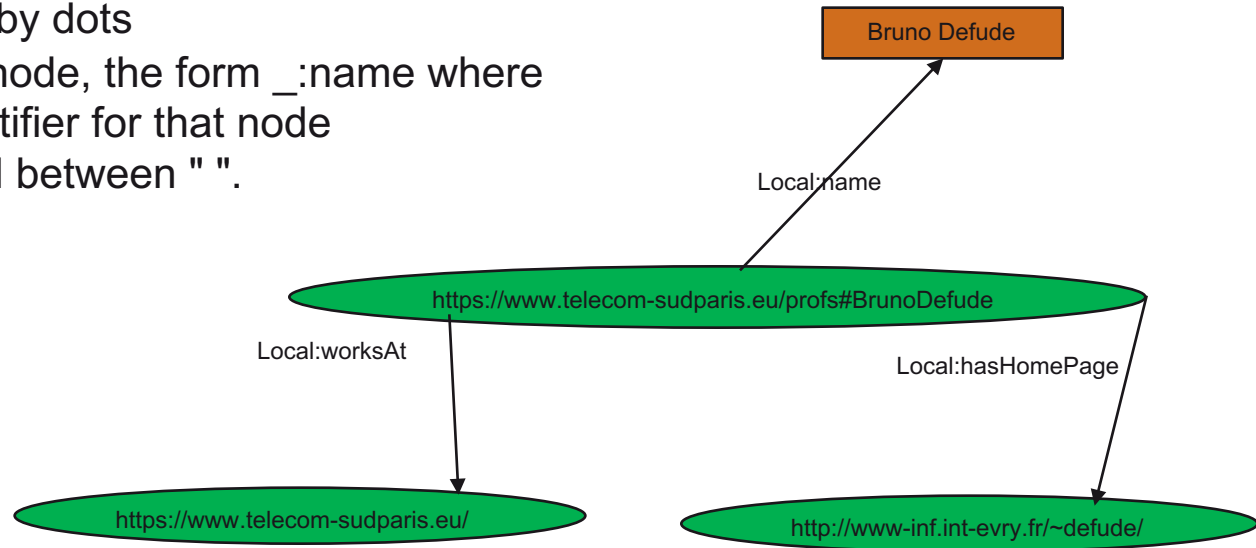 by dots
Bruno Defude
node, the form _:name where
tifier for that node
between " ".
Local:name
https://www.telecom-sudparis.eu/profs#BrunoDefude
Local:worksAt
Local:hasHomePage
https://www.telecom-sudparis.eu/
http://www-inf.int-evry.fr/~defude/